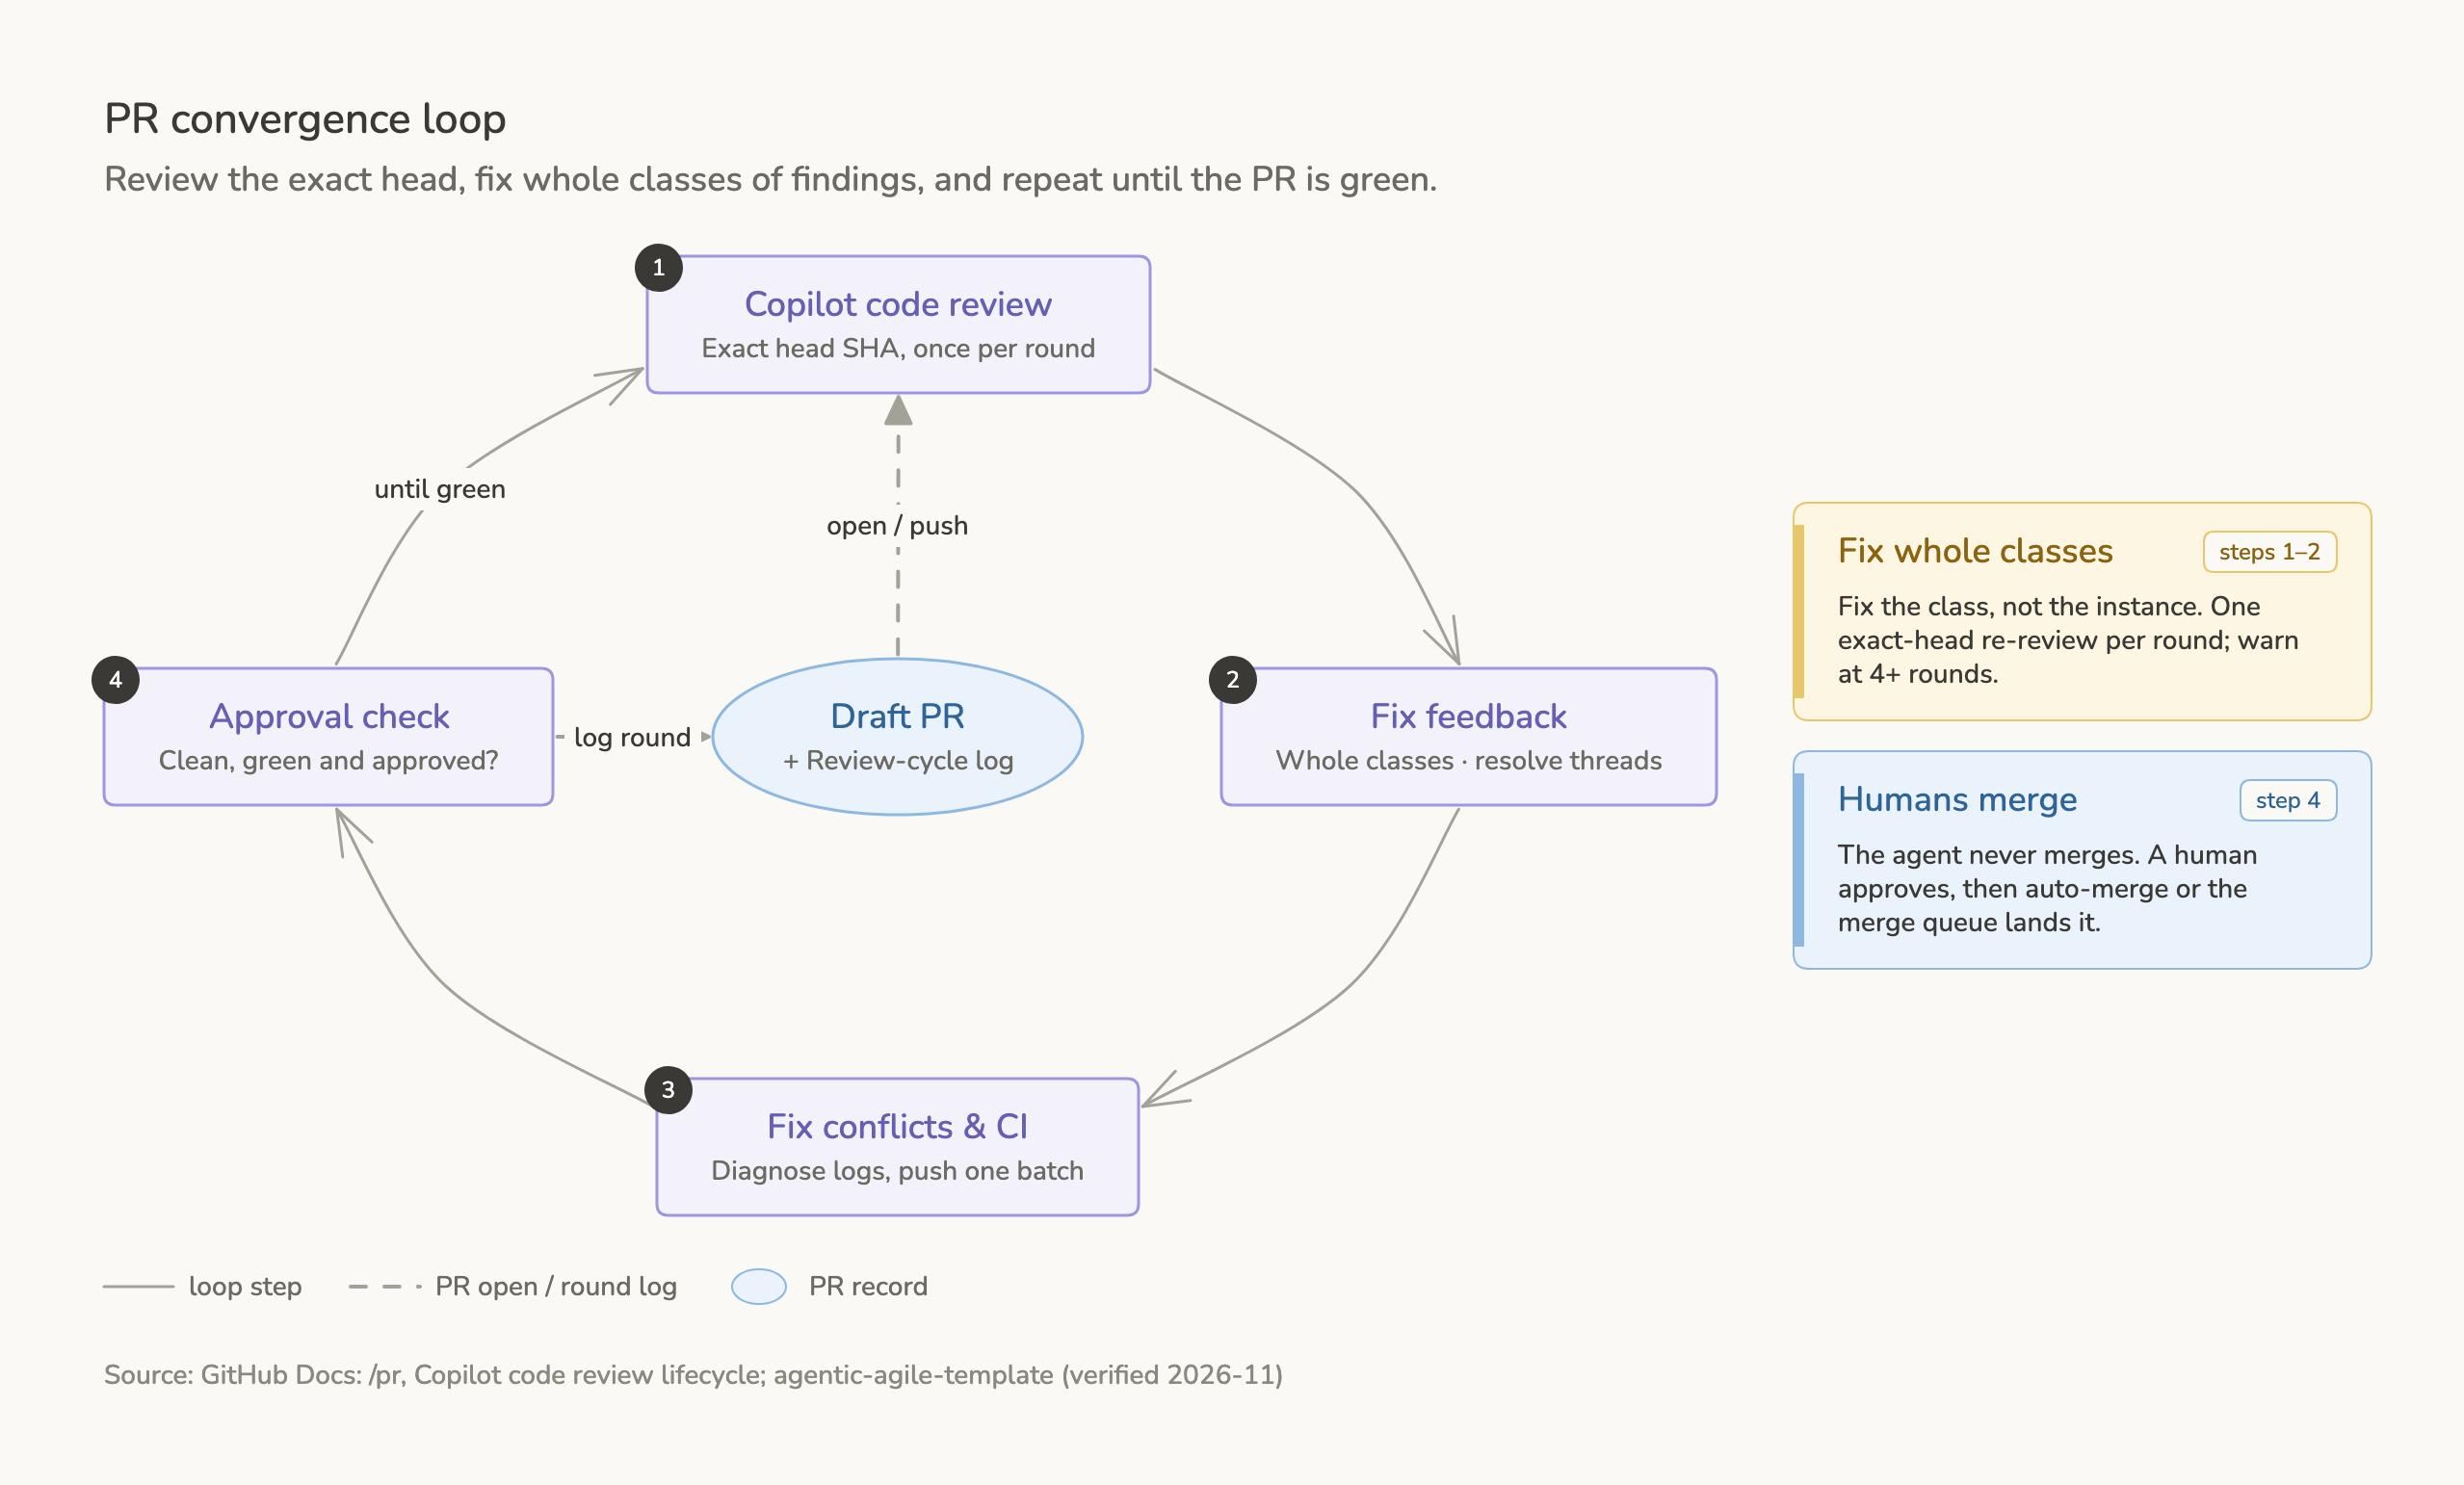 PR convergence loop
Review the exact head, fix whole classes of findings, and repeat until the PR is green.
1
Copilot code review
Exact head SHA, once per round
until green
open / push
4
Approval check
Clean, green and approved?
log round
Draft PR
+ Review-cycle log
2
Fix feedback
Whole classes · resolve threads
3
Fix conflicts & CI
Diagnose logs, push one batch
Fix whole classes
steps 1–2
Fix the class, not the instance. One
exact-head re-review per round; warn
at 4+ rounds.
Humans merge
step 4
The agent never merges. A human
approves, then auto-merge or the
merge queue lands it.
loop step
PR open / round log
PR record
Source: GitHub Docs: /pr, Copilot code review lifecycle; agentic-agile-template (verified 2026-11)